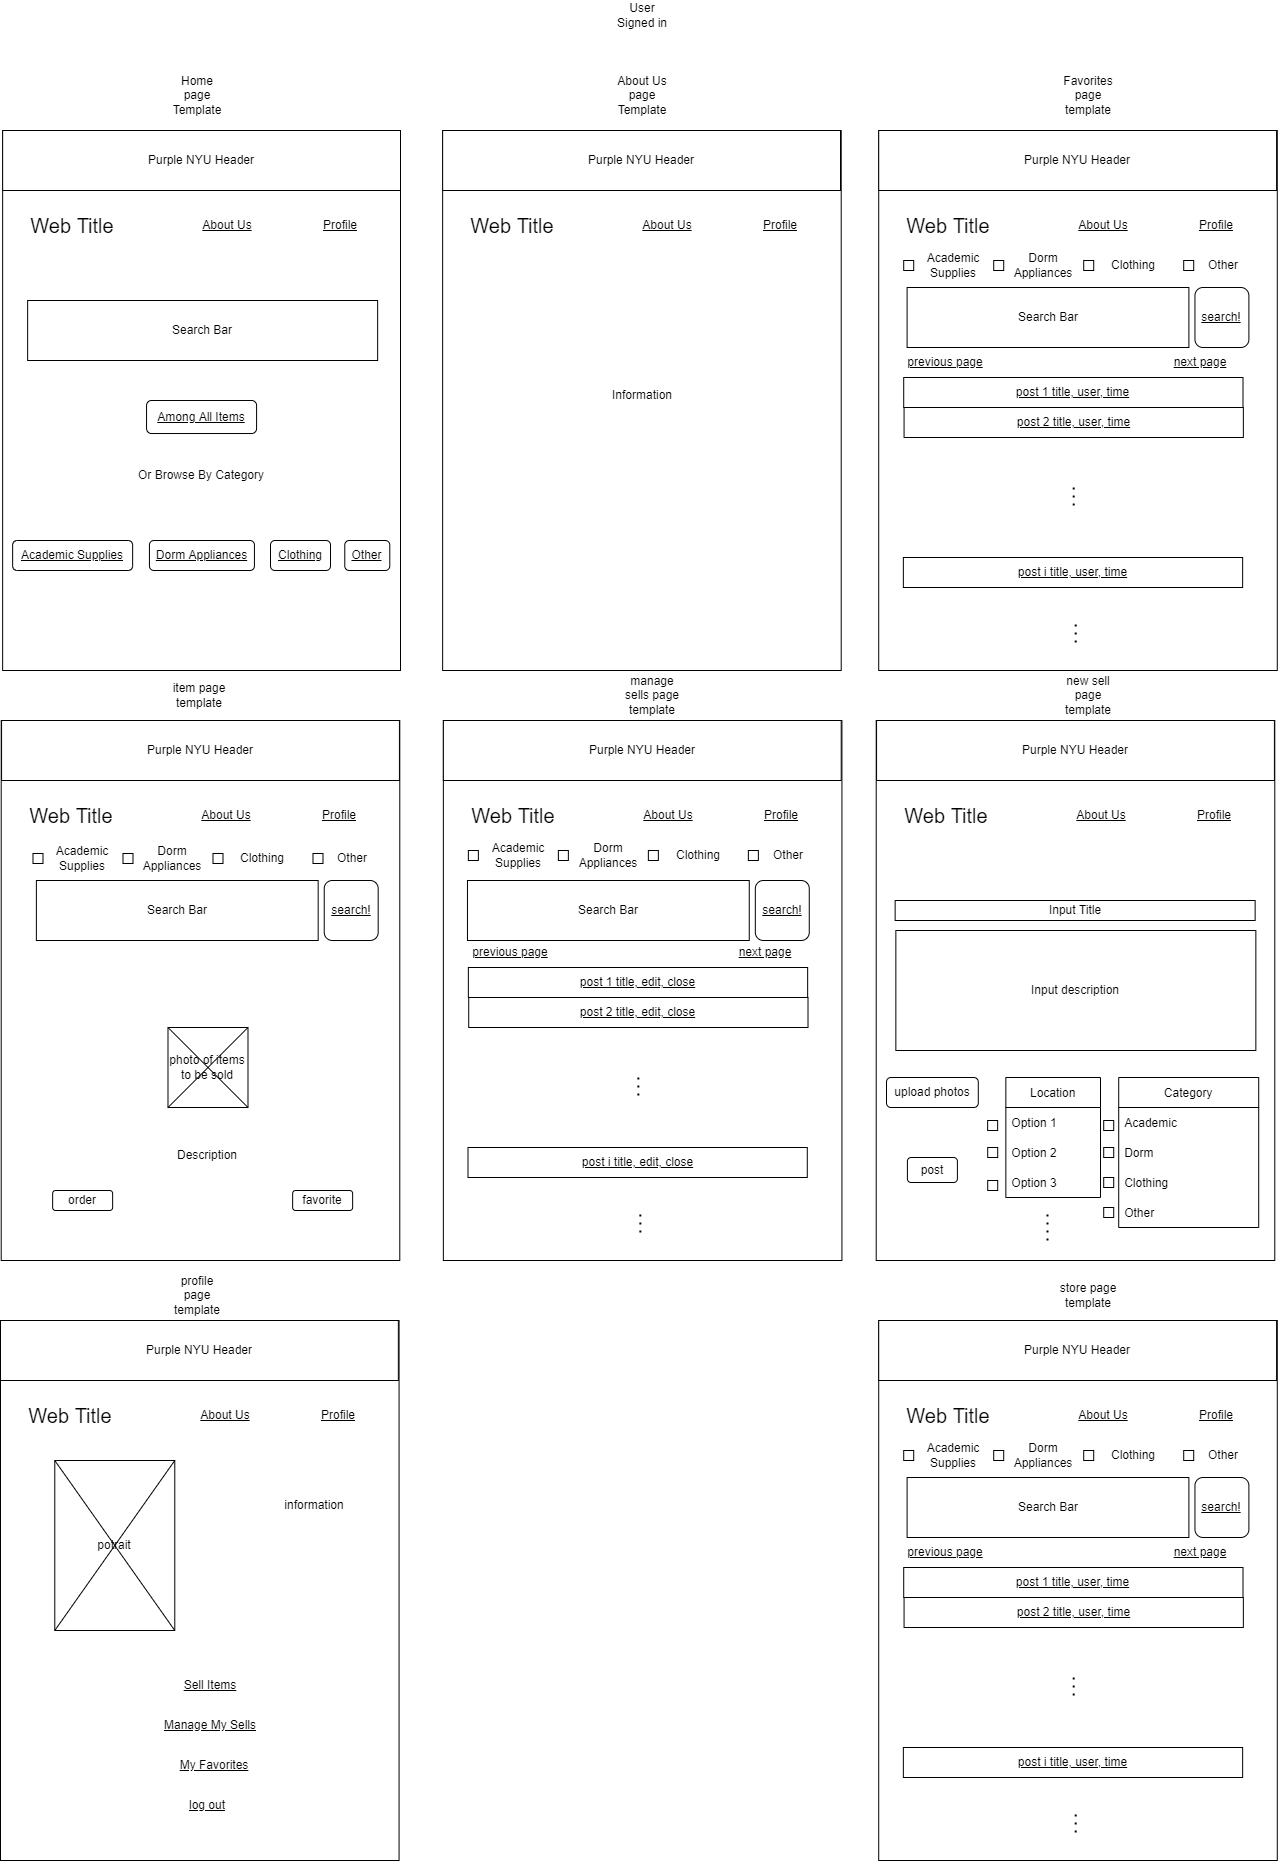 User
Signed in
Home
page
Template
About Us
page
Template
Favorites
page
template
Purple NYU Header
Web Title
About Us
Profile
Search Bar
Among All Items
Or Browse By Category
Academic Supplies
Dorm Appliances
Clothing
Other
Purple NYU Header
Web Title
About Us
Profile
Information
Purple NYU Header
Web Title
About Us
Profile
Academic
Supplies
Dorm
Appliances
Clothing
Other
Search Bar
search!
previous page
next page
post 1 title, user, time
post 2 title, user, time
post i title, user, time
item page
template
manage
sells page
template
new sell
page
template
Purple NYU Header
Web Title
About Us
Profile
Academic
Supplies
Dorm
Appliances
Clothing
Other
Search Bar
search!
photo of items
to be sold
Description
order
favorite
Purple NYU Header
Web Title
About Us
Profile
Academic
Supplies
Dorm
Appliances
Clothing
Other
Search Bar
search!
previous page
next page
post 1 title, edit, close
post 2 title, edit, close
post i title, edit, close
Purple NYU Header
Web Title
About Us
Profile
Input Title
Input description
upload photos
post
Location
Option 1
Option 2
Option 3
Category
Academic
Dorm
Clothing
Other
profile
page
template
store page
template
Purple NYU Header
Web Title
About Us
Profile
potrait
information
Sell Items
Manage My Sells
My Favorites
log out
Purple NYU Header
Web Title
About Us
Profile
Academic
Supplies
Dorm
Appliances
Clothing
Other
Search Bar
search!
previous page
next page
post 1 title, user, time
post 2 title, user, time
post i title, user, time